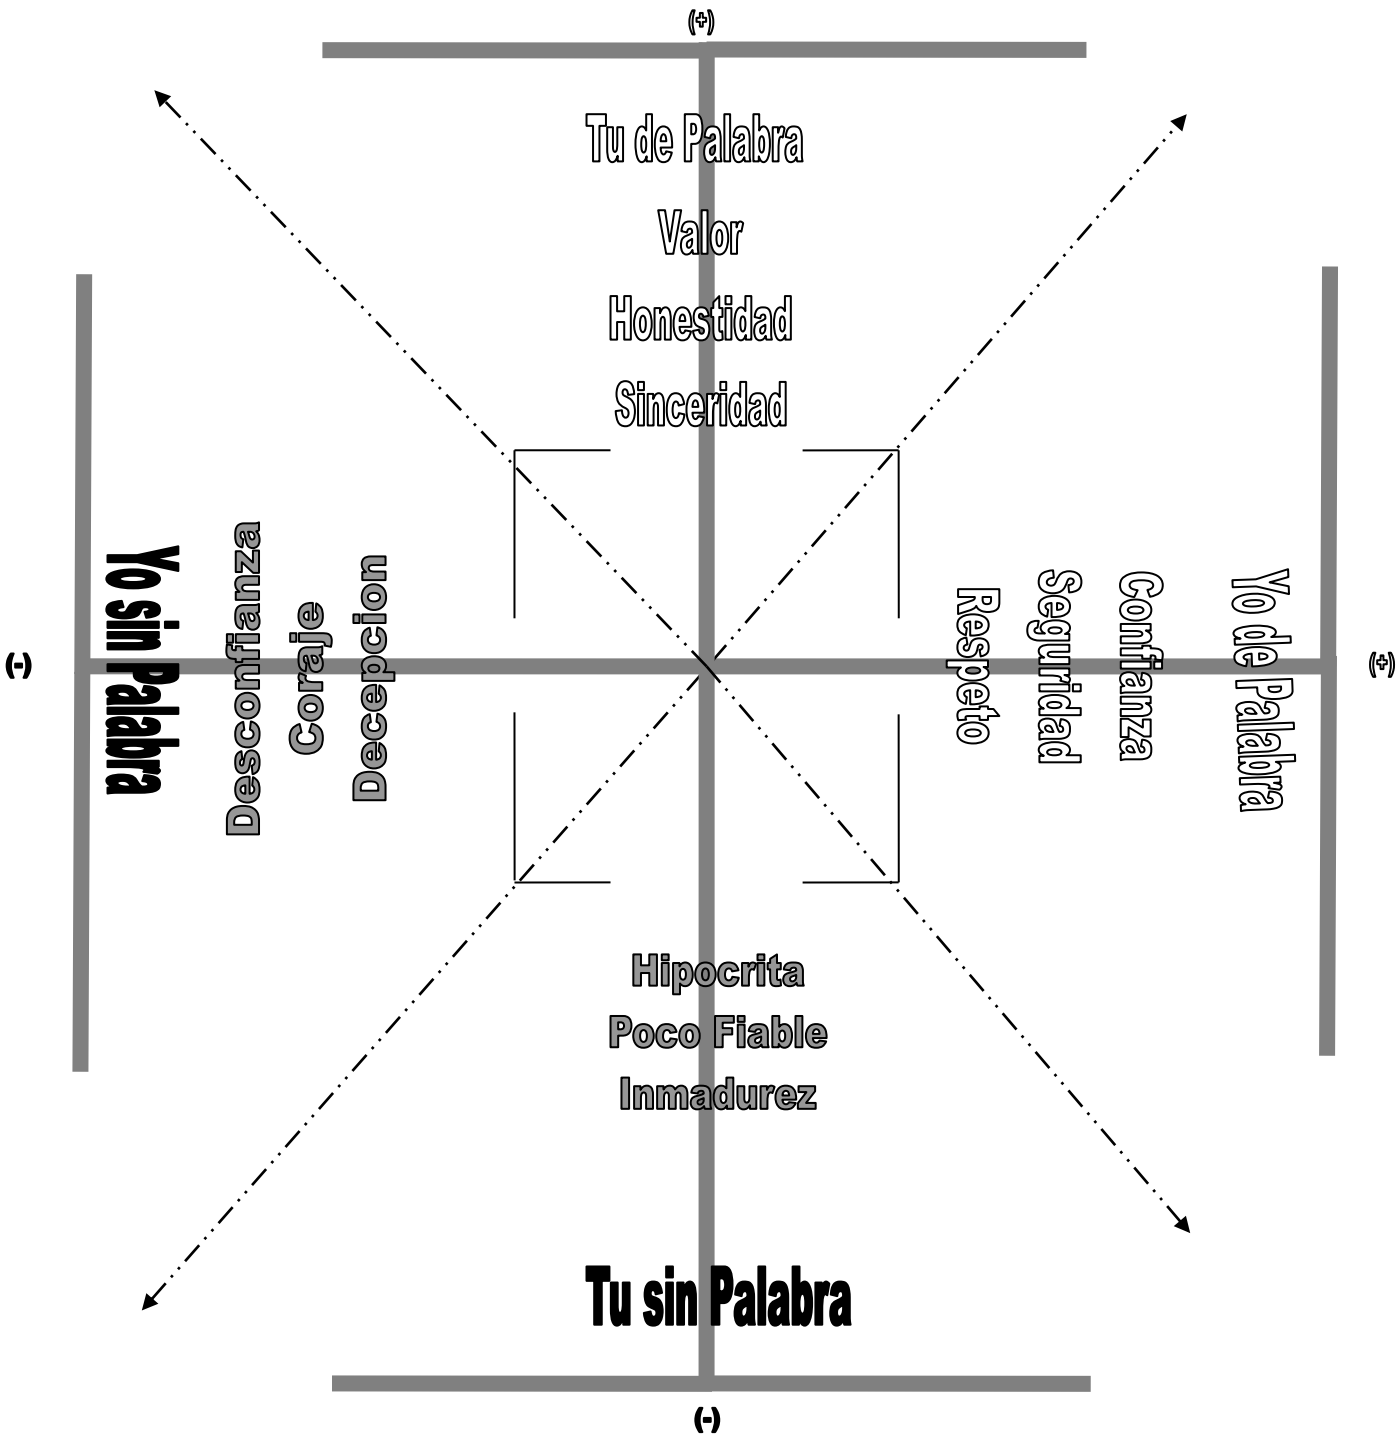 (+)
Tu de Palabra
Valor
Honestidad
Sinceridad
(-)
Yo sin Palabra
Desconfianza
Coraje
Decepcion
Respeto
Seguridad
Confianza
Yo de Palabra
(+)
Hipocrita
Poco Fiable
Inmadurez
Tu sin Palabra
(-)